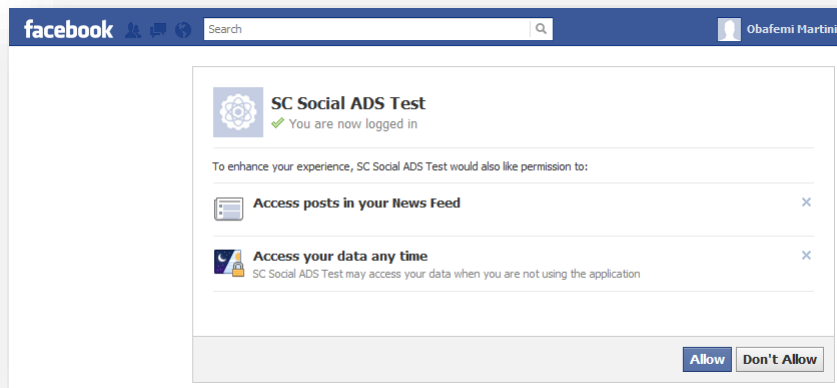 facebook Search Obafemi Martini
SC Social ADS Test
You are now logged in
To enhance your experience, SC Social ADS Test would also like permission to:
Access posts in your News Feed
Access your data any time
SC Social ADS Test may access your data when you are not using the application
Allow Don't Allow